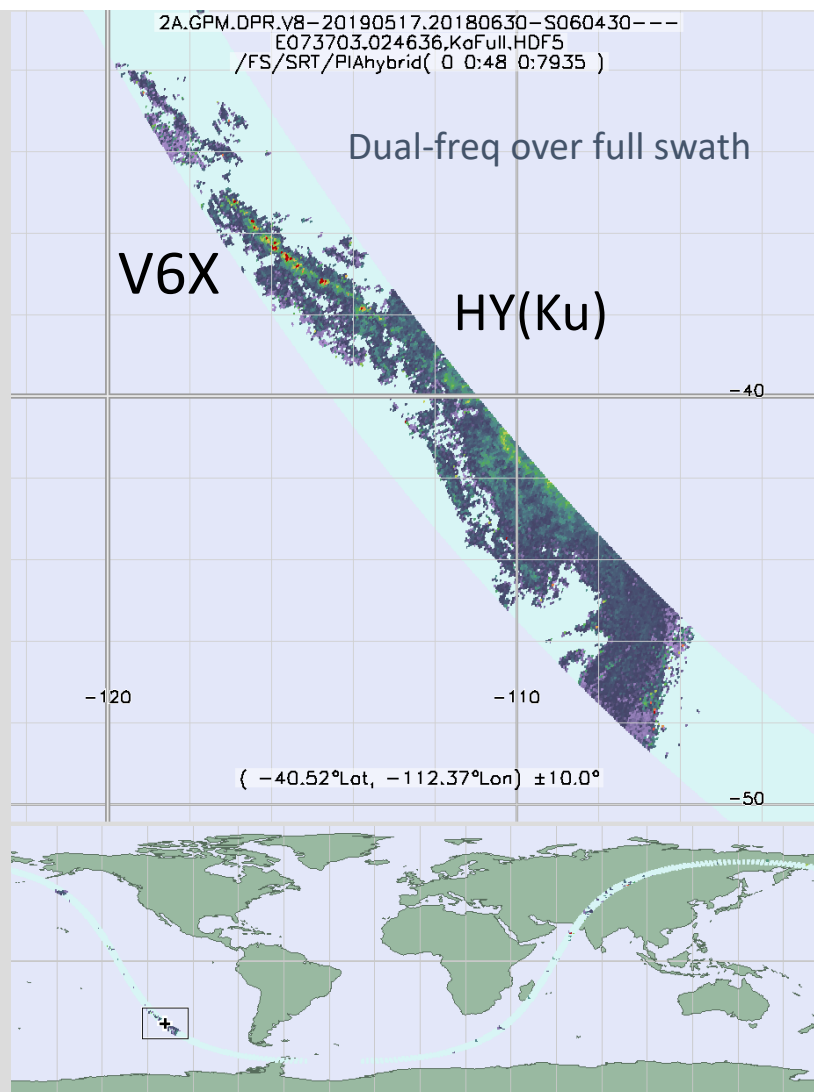 2A.GPM.DPR.V8-20190517.20180630-S060430---
E073703.024636.KaFull.HDF5
/FS/SRT/PIAhybrid( 0 0:48 0:7935 )
Dual-freq over full swath
V6X
HY(Ku)
-40
-120
-110
( -40.52°Lat, -112.37°Lon) ±10.0°
-50